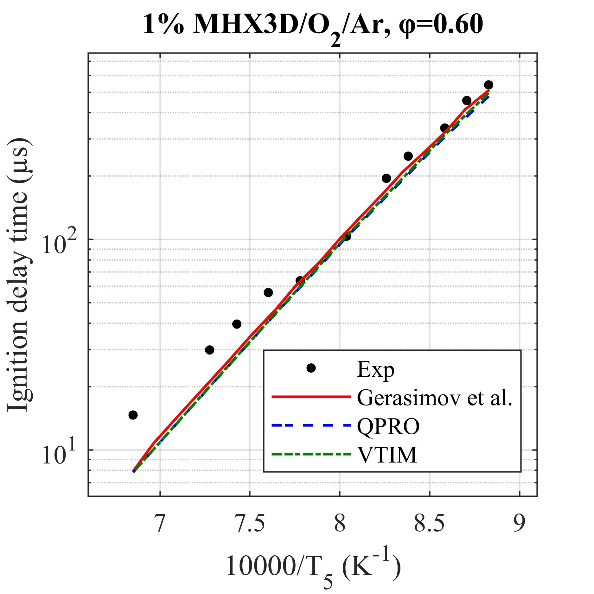 1% MHX3D/O2/Ar, φ=0.60
Ignition delay time (μs)
10^2
10^1
Exp
Gerasimov et al.
QPRO
VTIM
7 7.5 8 8.5 9
10000/T5 (K^-1)